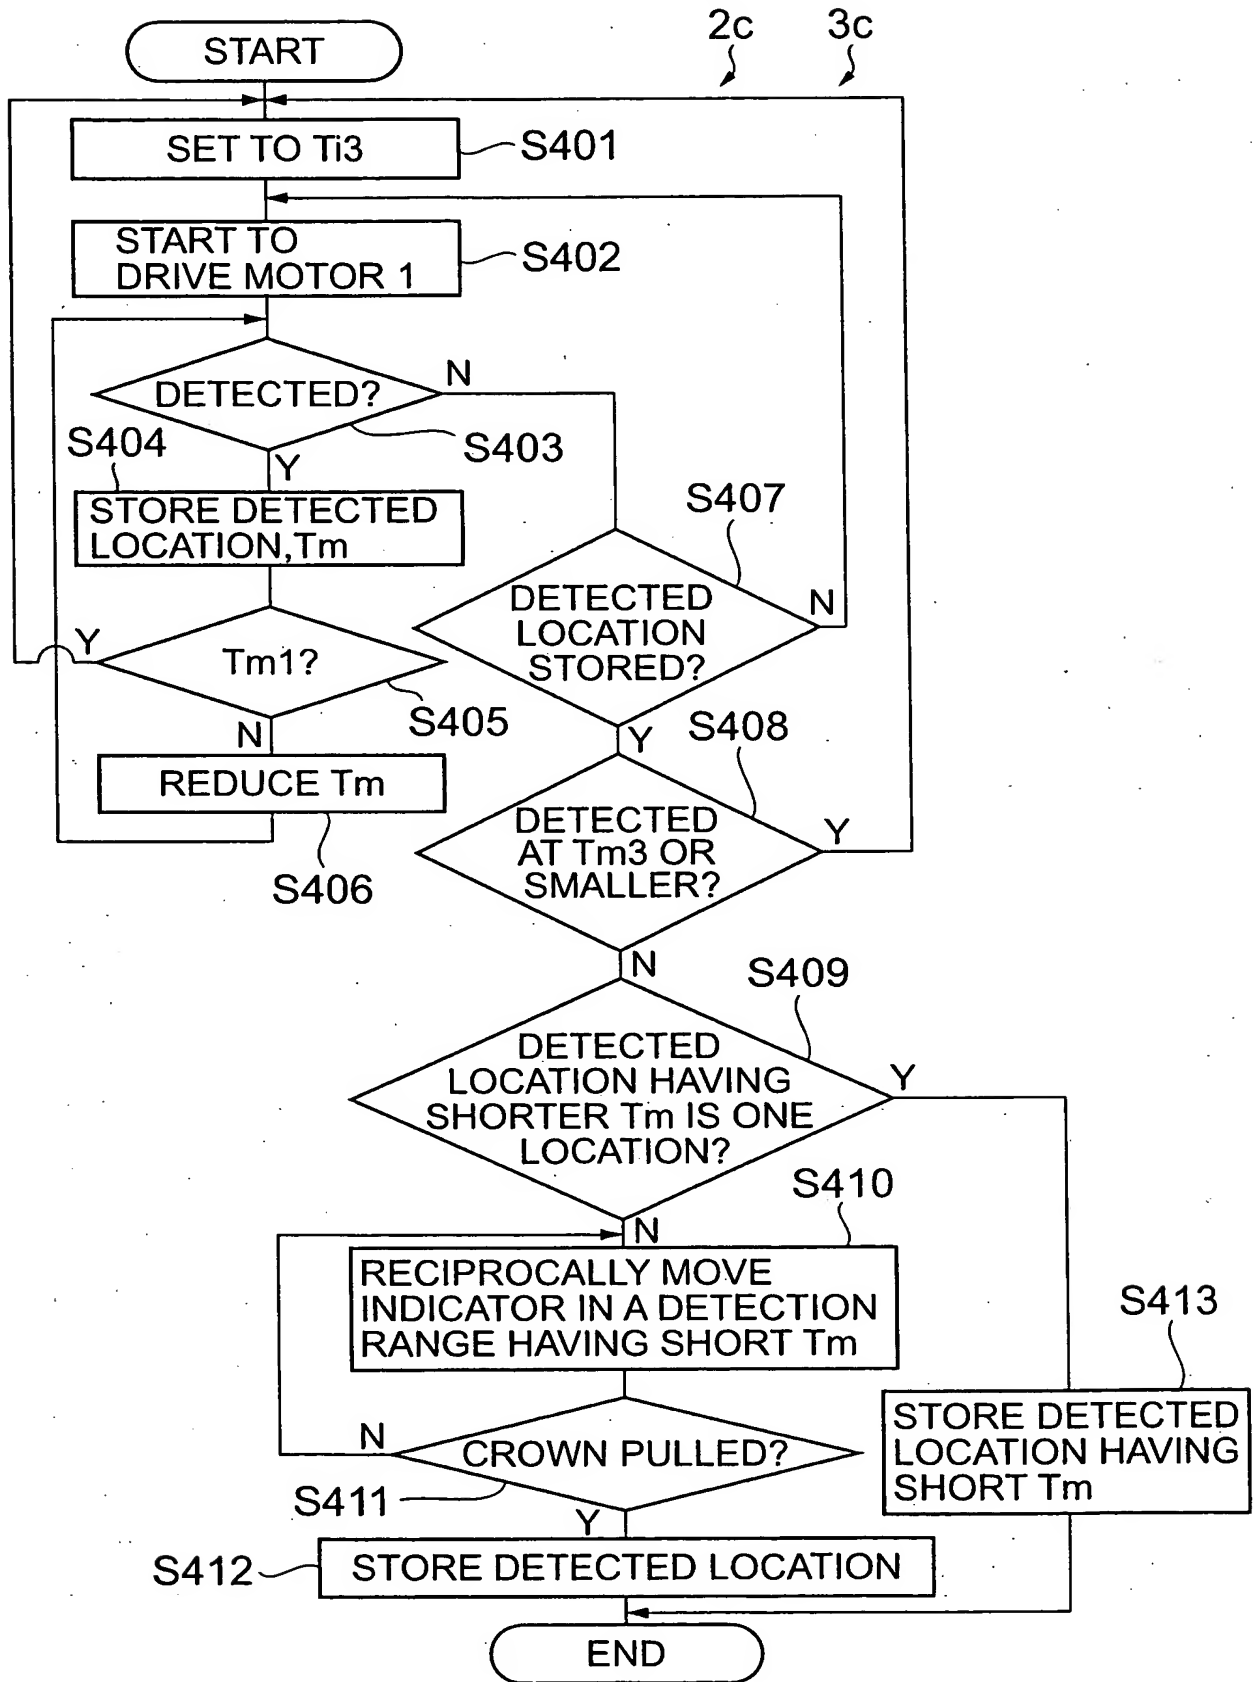 2c
3c
START
SET TO Ti3
S401
START TO
DRIVE MOTOR 1
S402
DETECTED?
N
S403
Y
S404
STORE DETECTED
LOCATION,Tm
Y
Tm1?
S405
N
REDUCE Tm
S406
S407
DETECTED
LOCATION
STORED?
N
Y
S408
DETECTED
AT Tm3 OR
SMALLER?
Y
N
S409
DETECTED
LOCATION HAVING
SHORTER Tm IS ONE
LOCATION?
Y
N
S410
RECIPROCALLY MOVE
INDICATOR IN A DETECTION
RANGE HAVING SHORT Tm
N
CROWN PULLED?
S411
Y
S413
STORE DETECTED
LOCATION HAVING
SHORT Tm
S412
STORE DETECTED LOCATION
END